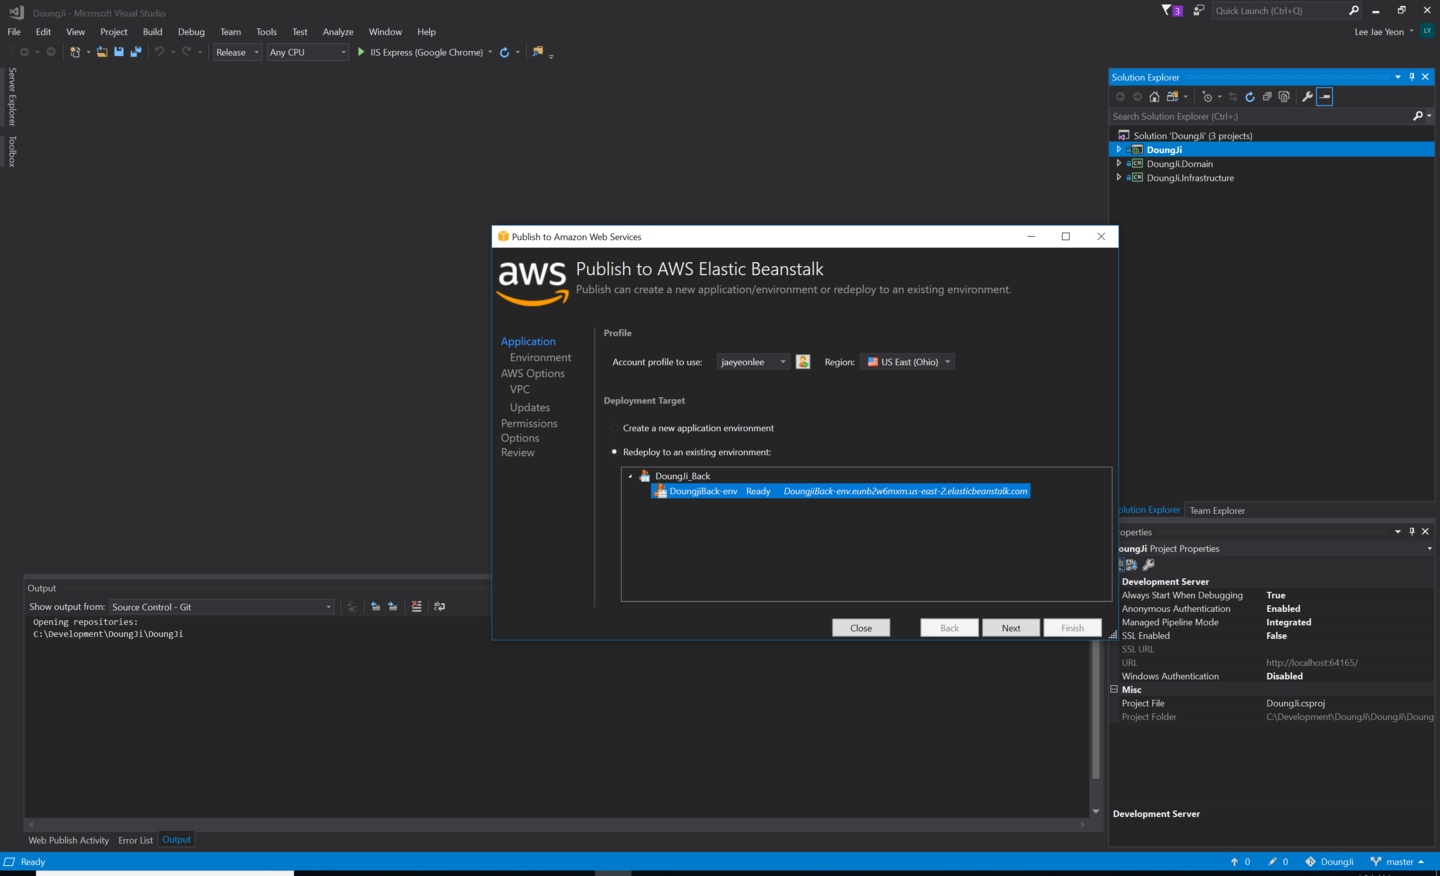 DoungJi - Microsoft Visual Studio
3
Quick Launch (Ctrl+Q)
File Edit View Project Build Debug Team Tools Test Analyze Window Help
Lee Jae Yeon
LY
Release Any CPU IIS Express (Google Chrome)
Server Explorer
Toolbox
Solution Explorer
Search Solution Explorer (Ctrl+;)
Solution 'DoungJi' (3 projects)
DoungJi
C# DoungJi.Domain
C# DoungJi.Infrastructure
Publish to Amazon Web Services
aws
Publish to AWS Elastic Beanstalk
Publish can create a new application/environment or redeploy to an existing environment.
Application
Environment
AWS Options
VPC
Updates
Permissions
Options
Review
Profile
Account profile to use: jaeyeonlee Region: US East (Ohio)
Deployment Target
Create a new application environment
Redeploy to an existing environment:
DoungJi_Back
DoungjiBack-env Ready DoungjiBack-env.eunb2w6mxm.us-east-2.elasticbeanstalk.com
Close Back Next Finish
olution Explorer Team Explorer
operties
oungJi Project Properties
Development Server
Always Start When Debugging True
Anonymous Authentication Enabled
Managed Pipeline Mode Integrated
SSL Enabled False
SSL URL
URL http://localhost:64165/
Windows Authentication Disabled
Misc
Project File DoungJi.csproj
Project Folder C:\Development\DoungJi\DoungJi\Doung
Development Server
Output
Show output from: Source Control - Git
Opening repositories:
C:\Development\DoungJi\DoungJi
Web Publish Activity Error List Output
Ready
0 0 DoungJi master